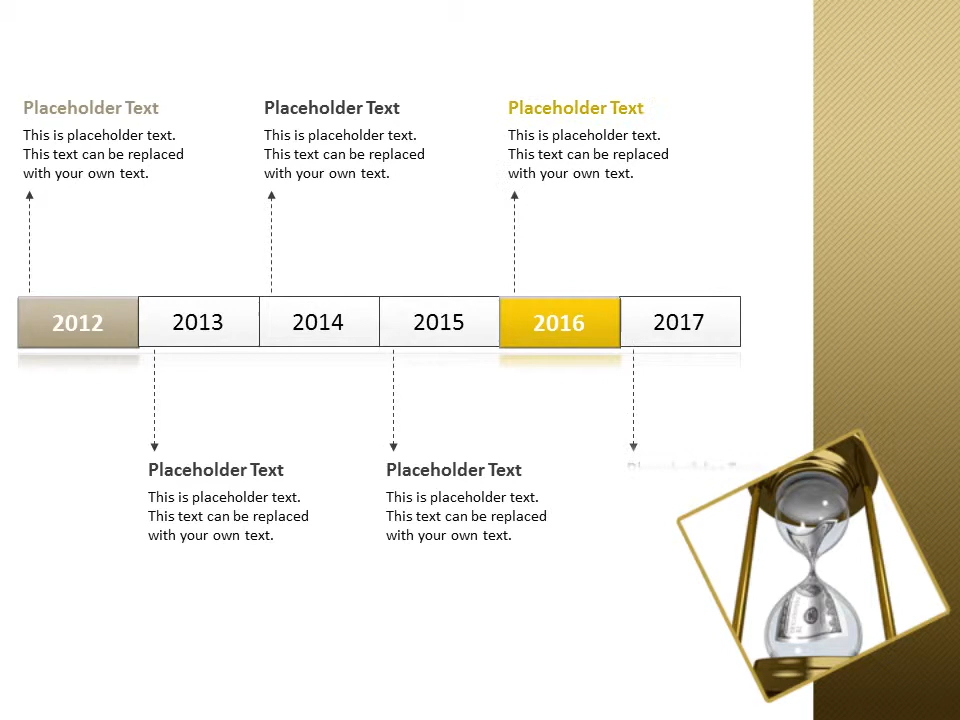 Placeholder Text
This is placeholder text.
This text can be replaced
with your own text.
Placeholder Text
This is placeholder text.
This text can be replaced
with your own text.
Placeholder Text
This is placeholder text.
This text can be replaced
with your own text.
2012
2013
2014
2015
2016
2017
Placeholder Text
This is placeholder text.
This text can be replaced
with your own text.
Placeholder Text
This is placeholder text.
This text can be replaced
with your own text.